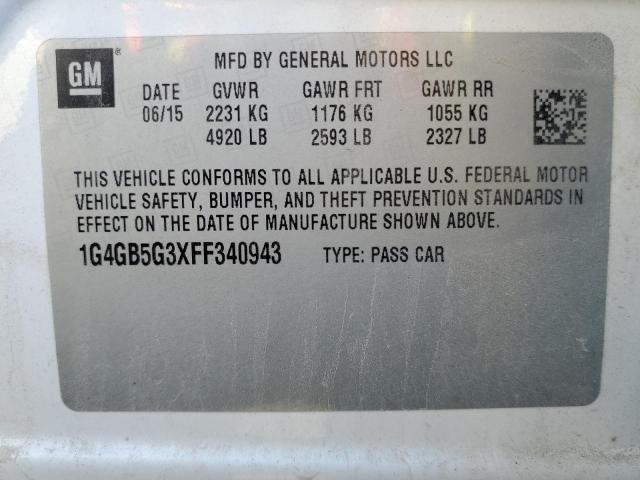 GM
®
MFD BY GENERAL MOTORS LLC
DATE GVWR GAWR FRT GAWR RR
06/15 2231 KG 1176 KG 1055 KG
4920 LB 2593 LB 2327 LB
THIS VEHICLE CONFORMS TO ALL APPLICABLE U.S. FEDERAL MOTOR
VEHICLE SAFETY, BUMPER, AND THEFT PREVENTION STANDARDS IN
EFFECT ON THE DATE OF MANUFACTURE SHOWN ABOVE.
1G4GB5G3XFF340943 TYPE: PASS CAR